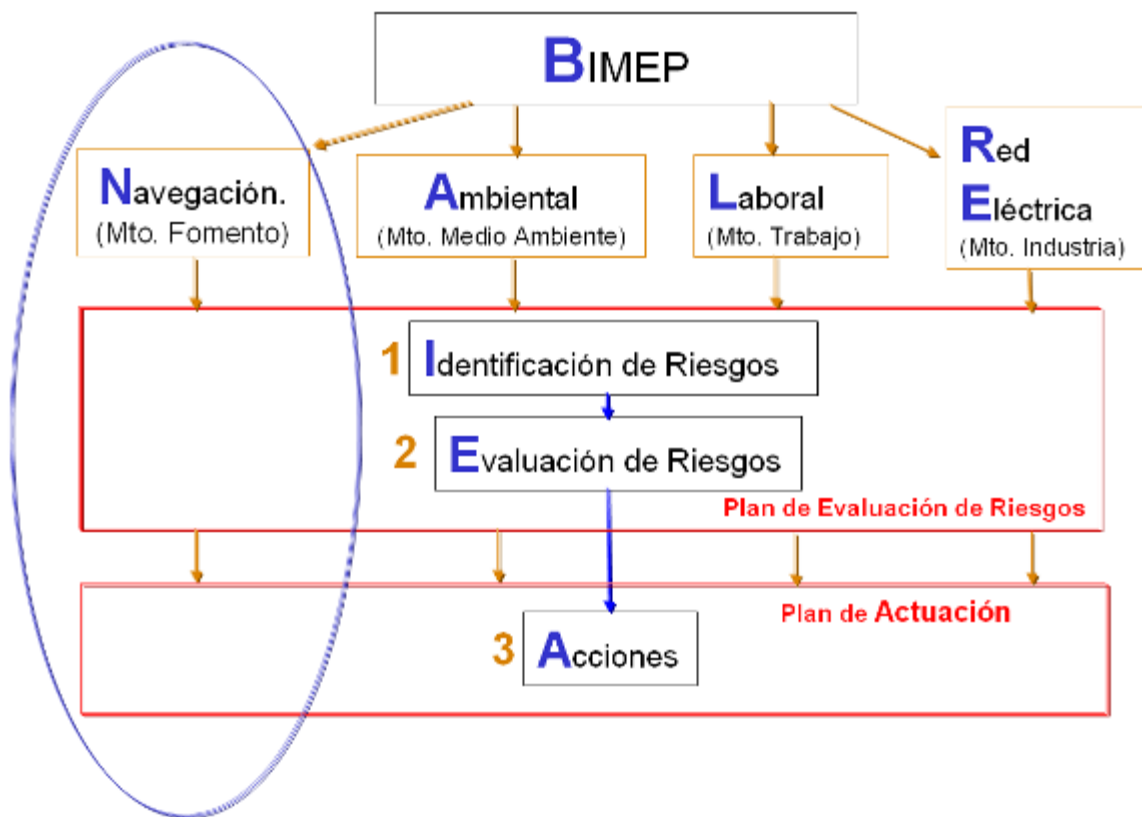 BIMEP
Navegación.
(Mto. Fomento)
Ambiental
(Mto. Medio Ambiente)
Laboral
(Mto. Trabajo)
Red
Eléctrica
(Mto. Industria)
1 Identificación de Riesgos
2 Evaluación de Riesgos
Plan de Evaluación de Riesgos
Plan de Actuación
3 Acciones